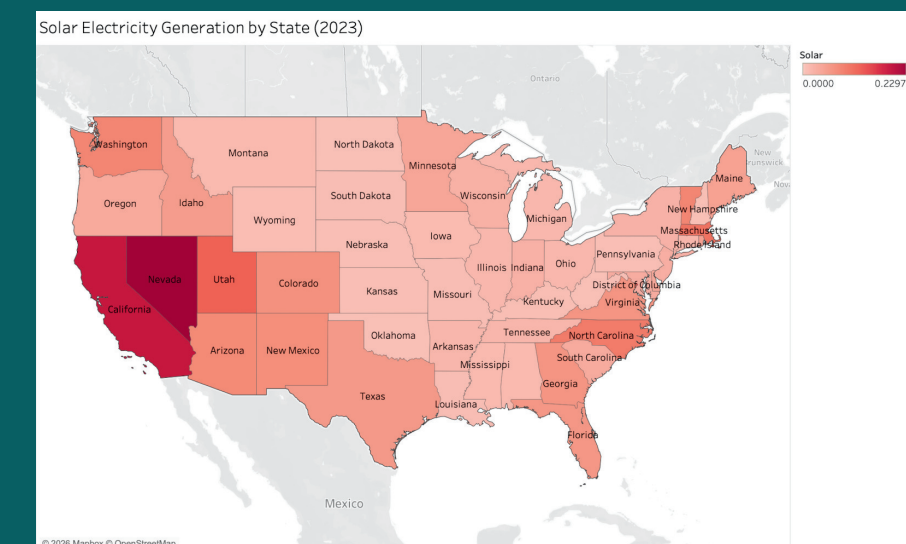 Solar Electricity Generation by State (2023)
Solar
0.0000 0.2297
Ontario
Washington
Montana
North Dakota
Minnesota
New
Brunswick
Maine
Oregon
Idaho
South Dakota
Wisconsin
Michigan
New Hampshire
Wyoming
Massachusetts
Iowa
Rhode Island
Nebraska
Pennsylvania
Nevada
Utah
Colorado
Illinois
Indiana
Ohio
District of Columbia
Kansas
Missouri
Kentucky
Virginia
California
Oklahoma
Tennessee
North Carolina
Arizona
New Mexico
Arkansas
South Carolina
Mississippi
Georgia
Texas
Louisiana
Florida
Mexico
© 2026 Mapbox © OpenStreetMap